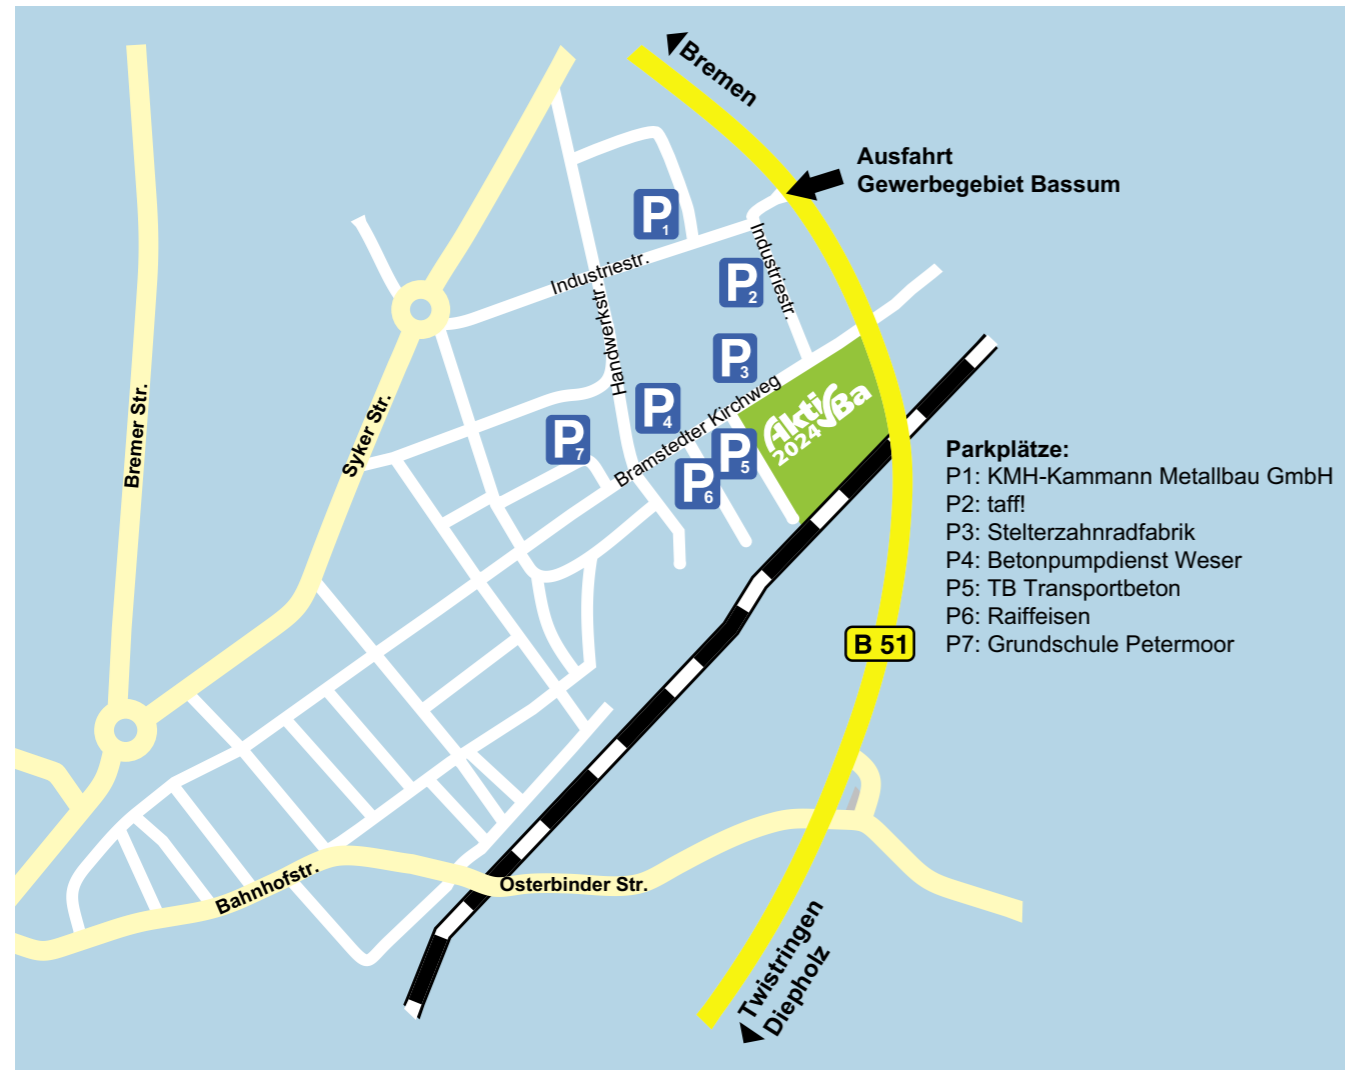 Bremen
Ausfahrt
Gewerbegebiet Bassum
P1
Industriestr.
Industriestr.
P2
Handwerkstr.
P3
Bremer Str.
Syker Str.
P4
Bramstedter Kirchweg
AktivBa
2024
P7
P5
P6
Parkplätze:
P1: KMH-Kammann Metallbau GmbH
P2: taff!
P3: Stelterzahnradfabrik
P4: Betonpumpdienst Weser
P5: TB Transportbeton
P6: Raiffeisen
P7: Grundschule Petermoor
B 51
Bahnhofstr.
Osterbinder Str.
Twistringen
Diepholz